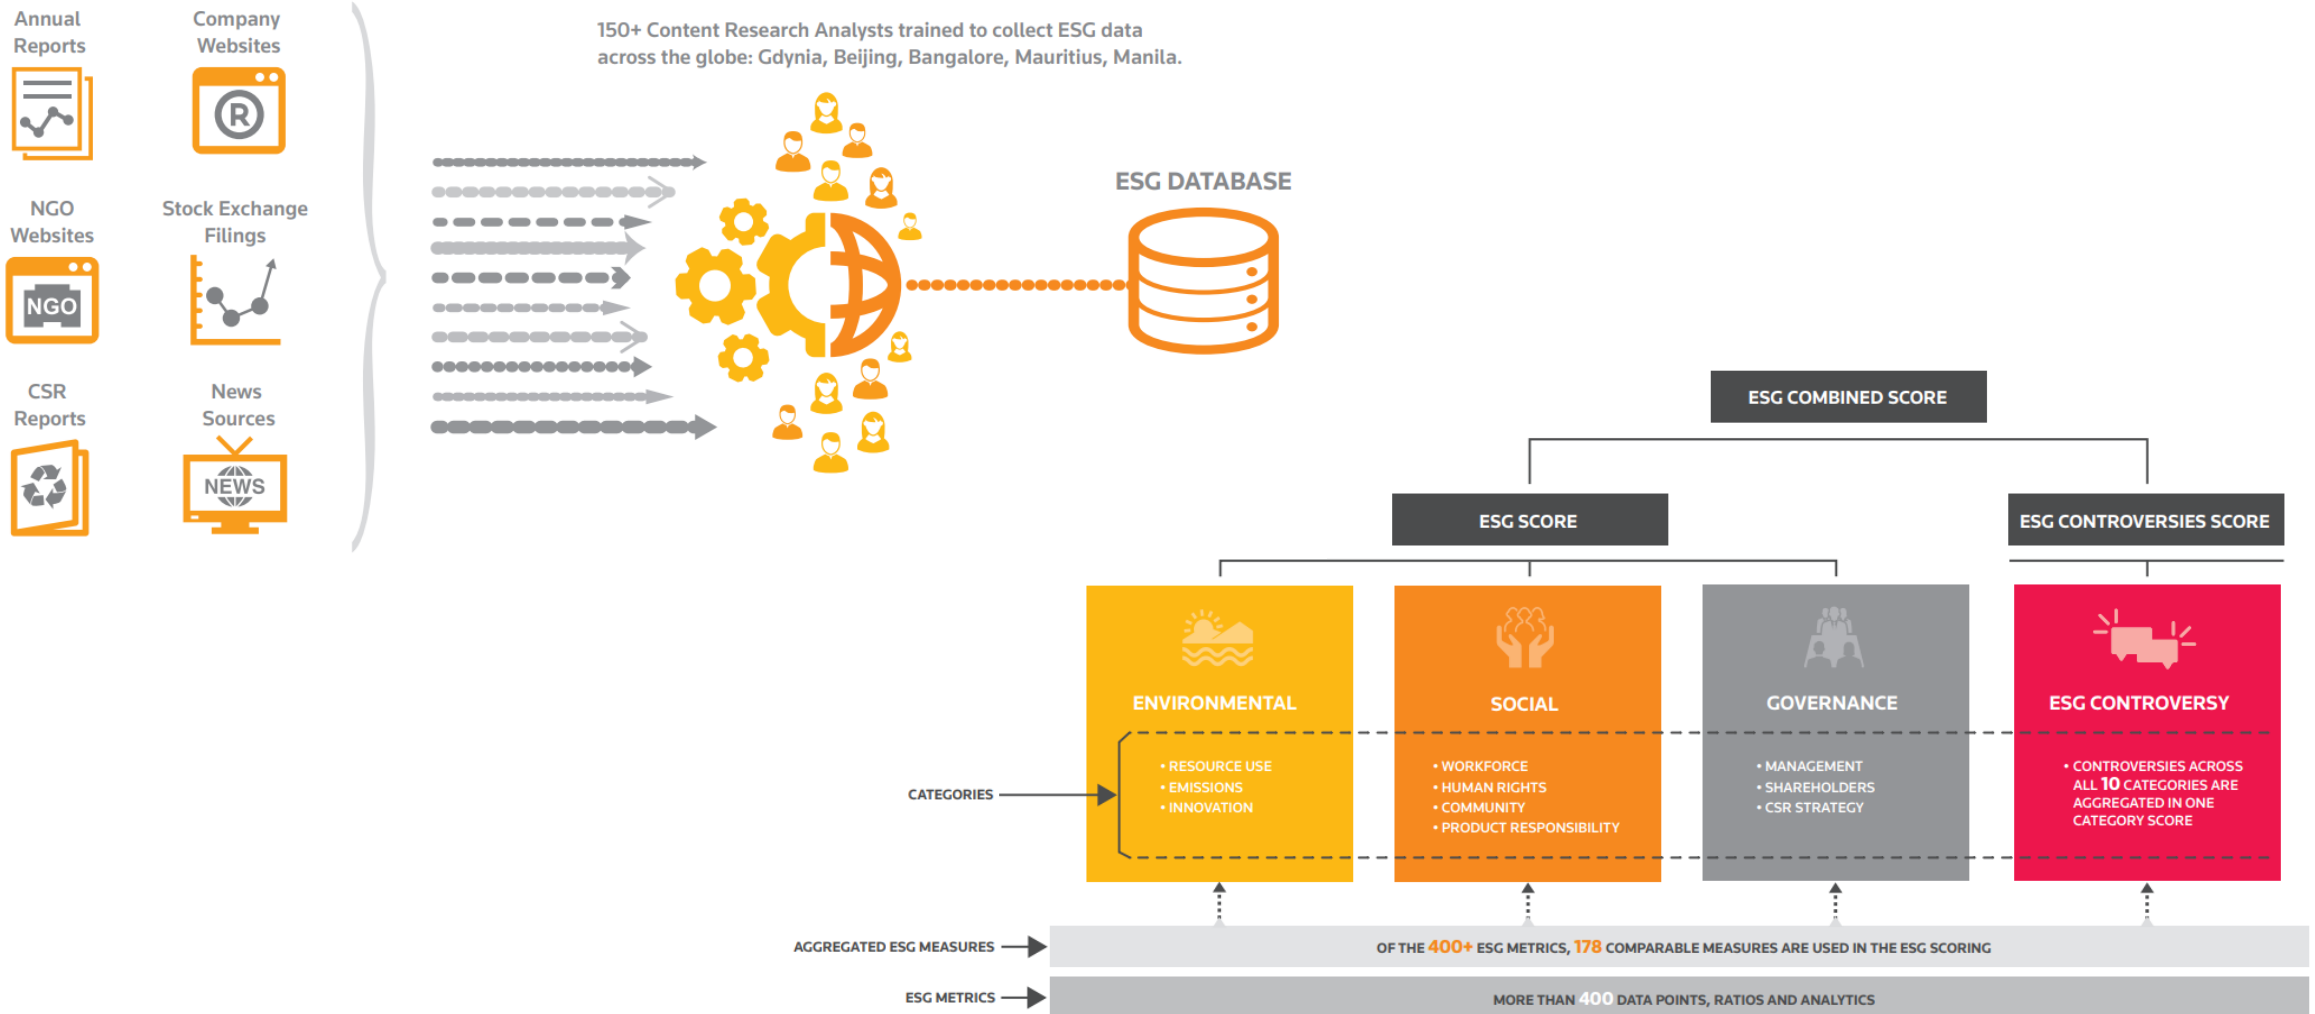 Annual
Reports
Company
Websites
R
NGO
Websites
NGO
Stock Exchange
Filings
CSR
Reports
News
Sources
NEWS
150+ Content Research Analysts trained to collect ESG data
across the globe: Gdynia, Beijing, Bangalore, Mauritius, Manila.
ESG DATABASE
ESG COMBINED SCORE
ESG SCORE
ESG CONTROVERSIES SCORE
ENVIRONMENTAL
SOCIAL
GOVERNANCE
ESG CONTROVERSY
CATEGORIES
• RESOURCE USE
• EMISSIONS
• INNOVATION
• WORKFORCE
• HUMAN RIGHTS
• COMMUNITY
• PRODUCT RESPONSIBILITY
• MANAGEMENT
• SHAREHOLDERS
• CSR STRATEGY
• CONTROVERSIES ACROSS
ALL 10 CATEGORIES ARE
AGGREGATED IN ONE
CATEGORY SCORE
AGGREGATED ESG MEASURES
OF THE 400+ ESG METRICS, 178 COMPARABLE MEASURES ARE USED IN THE ESG SCORING
ESG METRICS
MORE THAN 400 DATA POINTS, RATIOS AND ANALYTICS